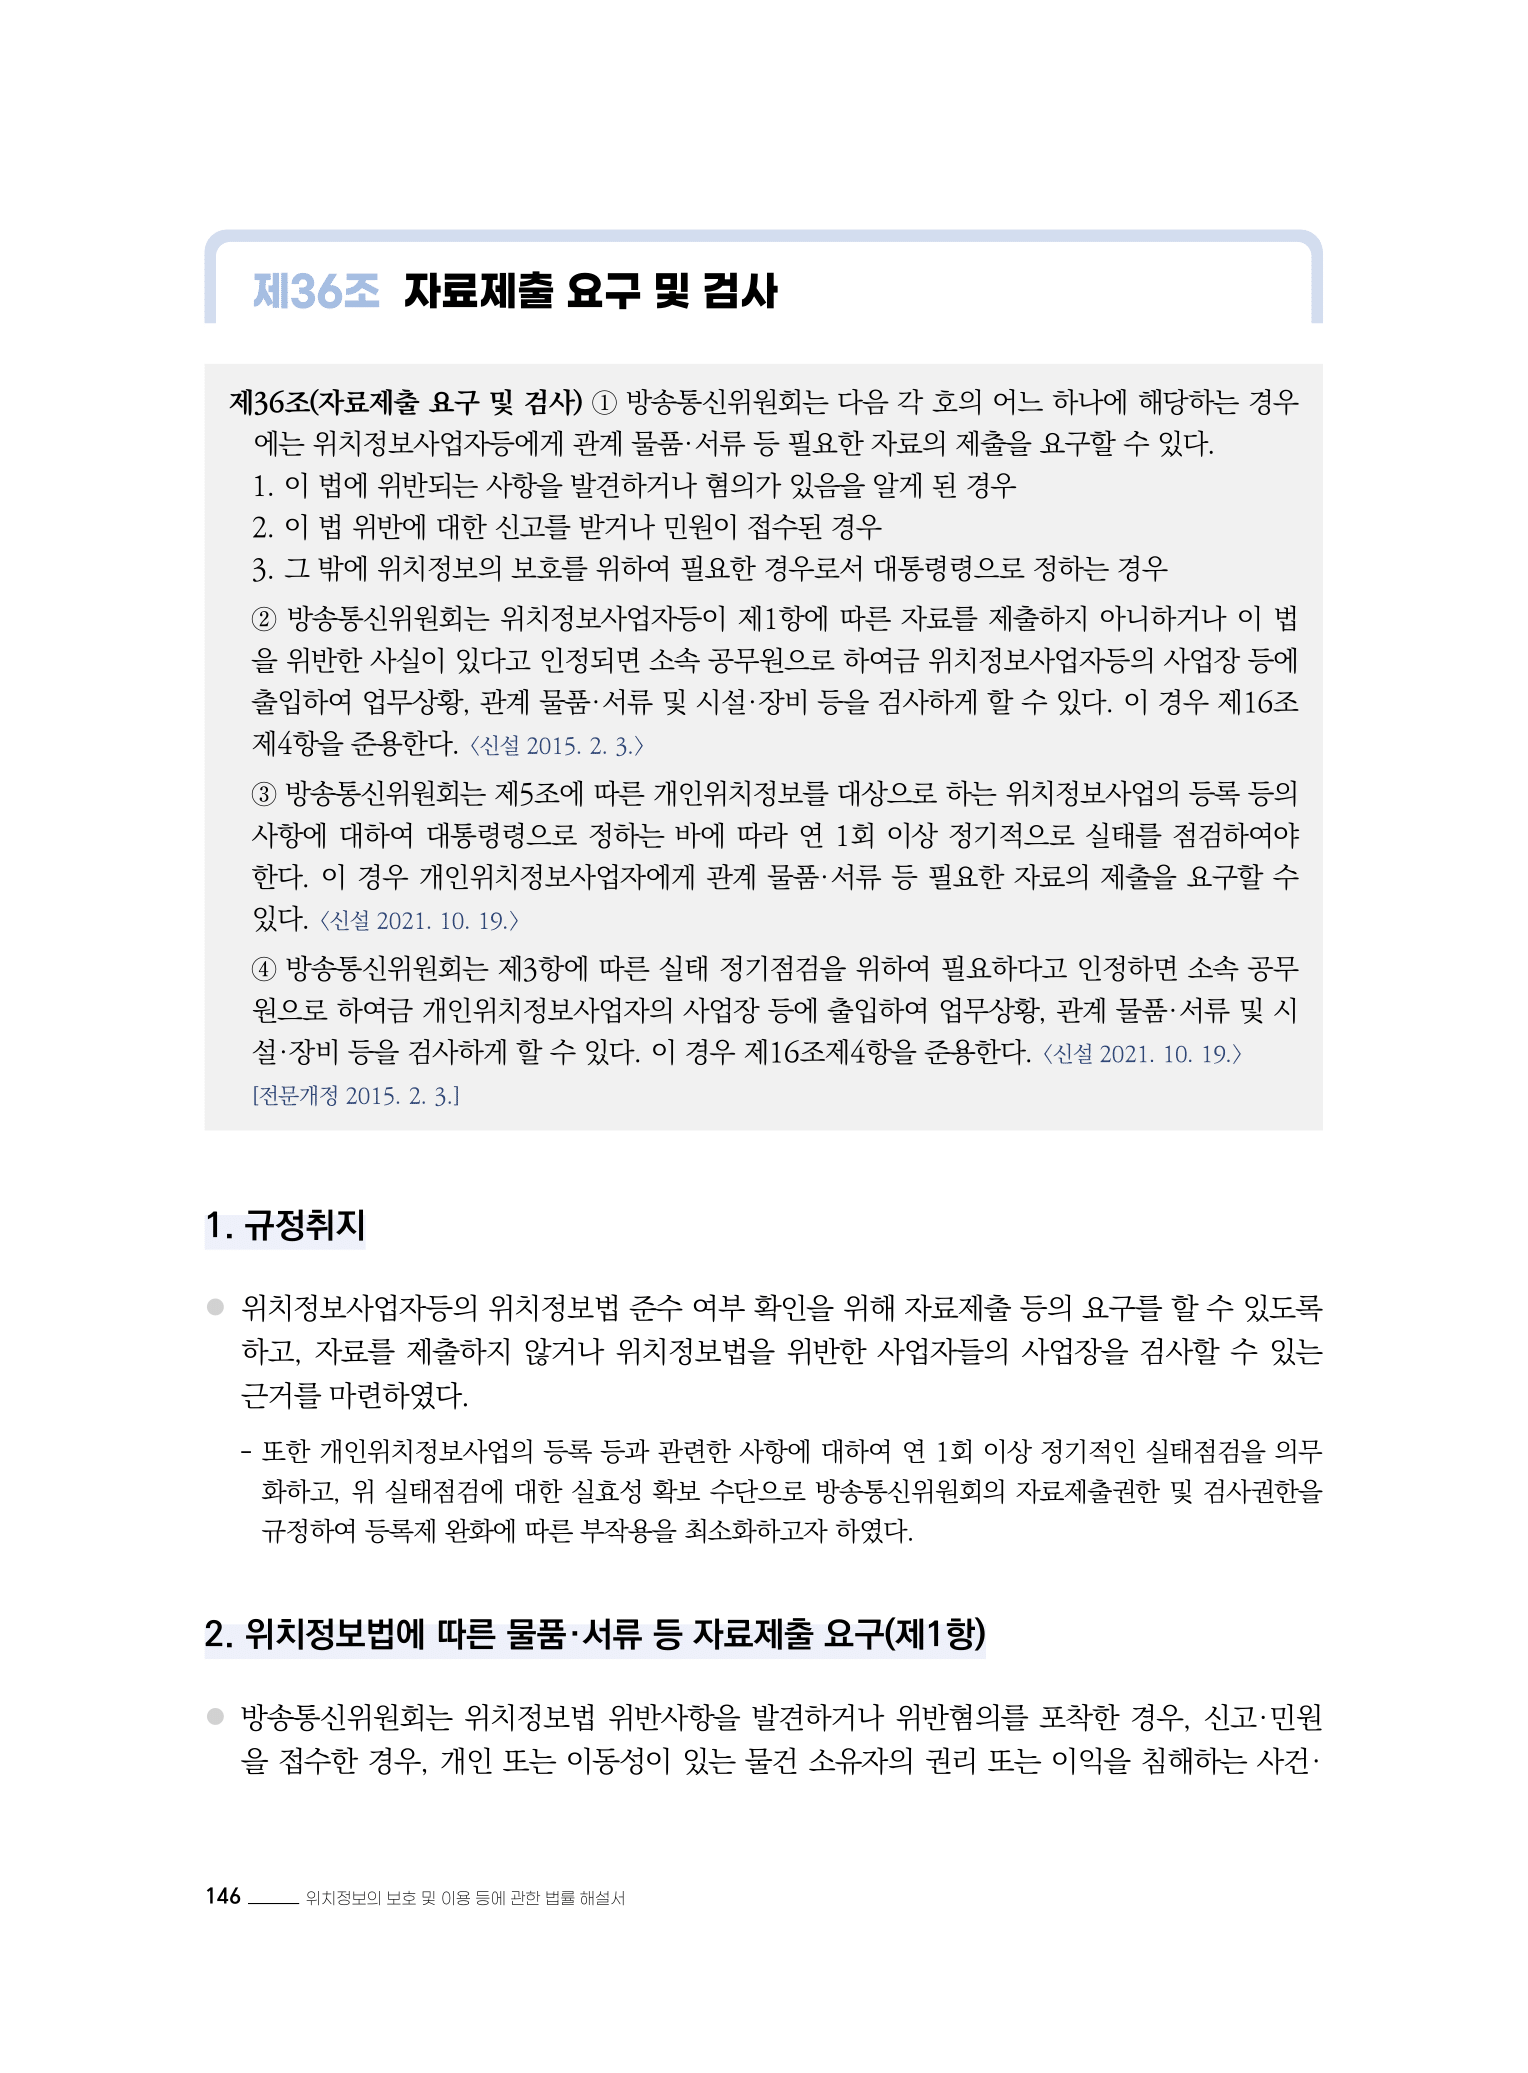 제36조 자료제출 요구 및 검사
제36조(자료제출 요구 및 검사) ① 방송통신위원회는 다음 각 호의 어느 하나에 해당하는 경우
에는 위치정보사업자등에게 관계 물품·서류 등 필요한 자료의 제출을 요구할 수 있다.
1. 이 법에 위반되는 사항을 발견하거나 혐의가 있음을 알게 된 경우
2. 이 법 위반에 대한 신고를 받거나 민원이 접수된 경우
3. 그 밖에 위치정보의 보호를 위하여 필요한 경우로서 대통령령으로 정하는 경우
② 방송통신위원회는 위치정보사업자등이 제1항에 따른 자료를 제출하지 아니하거나 이 법
을 위반한 사실이 있다고 인정되면 소속 공무원으로 하여금 위치정보사업자등의 사업장 등에
출입하여 업무상황, 관계 물품·서류 및 시설·장비 등을 검사하게 할 수 있다. 이 경우 제16조
제4항을 준용한다. 〈신설 2015. 2. 3.〉
③ 방송통신위원회는 제5조에 따른 개인위치정보를 대상으로 하는 위치정보사업의 등록 등의
사항에 대하여 대통령령으로 정하는 바에 따라 연 1회 이상 정기적으로 실태를 점검하여야
한다. 이 경우 개인위치정보사업자에게 관계 물품·서류 등 필요한 자료의 제출을 요구할 수
있다. 〈신설 2021. 10. 19.〉
④ 방송통신위원회는 제3항에 따른 실태 정기점검을 위하여 필요하다고 인정하면 소속 공무
원으로 하여금 개인위치정보사업자의 사업장 등에 출입하여 업무상황, 관계 물품·서류 및 시
설·장비 등을 검사하게 할 수 있다. 이 경우 제16조제4항을 준용한다. 〈신설 2021. 10. 19.〉
[전문개정 2015. 2. 3.]
1. 규정취지
● 위치정보사업자등의 위치정보법 준수 여부 확인을 위해 자료제출 등의 요구를 할 수 있도록
하고, 자료를 제출하지 않거나 위치정보법을 위반한 사업자들의 사업장을 검사할 수 있는
근거를 마련하였다.
- 또한 개인위치정보사업의 등록 등과 관련한 사항에 대하여 연 1회 이상 정기적인 실태점검을 의무
화하고, 위 실태점검에 대한 실효성 확보 수단으로 방송통신위원회의 자료제출권한 및 검사권한을
규정하여 등록제 완화에 따른 부작용을 최소화하고자 하였다.
2. 위치정보법에 따른 물품·서류 등 자료제출 요구(제1항)
● 방송통신위원회는 위치정보법 위반사항을 발견하거나 위반혐의를 포착한 경우, 신고·민원
을 접수한 경우, 개인 또는 이동성이 있는 물건 소유자의 권리 또는 이익을 침해하는 사건·
146 위치정보의 보호 및 이용 등에 관한 법률 해설서